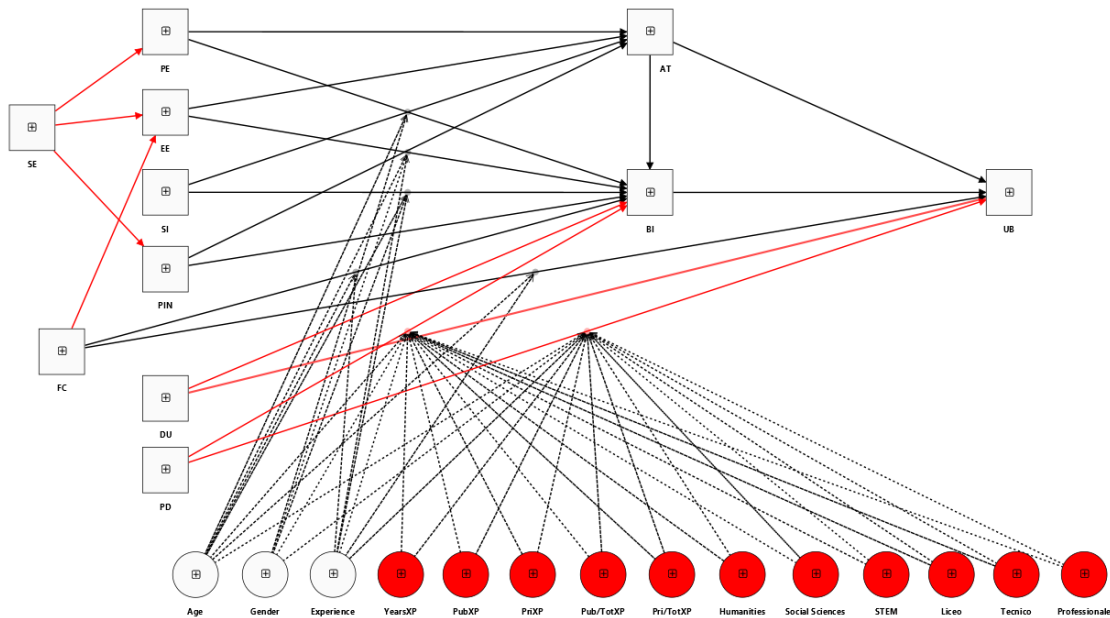 PE
AT
EE
SE
SI
BI
UB
PIN
FC
DU
PD
Age Gender Experience YearsXP PubXP PriXP Pub/TotXP Pri/TotXP Humanities Social Sciences STEM Liceo Tecnico Professionale